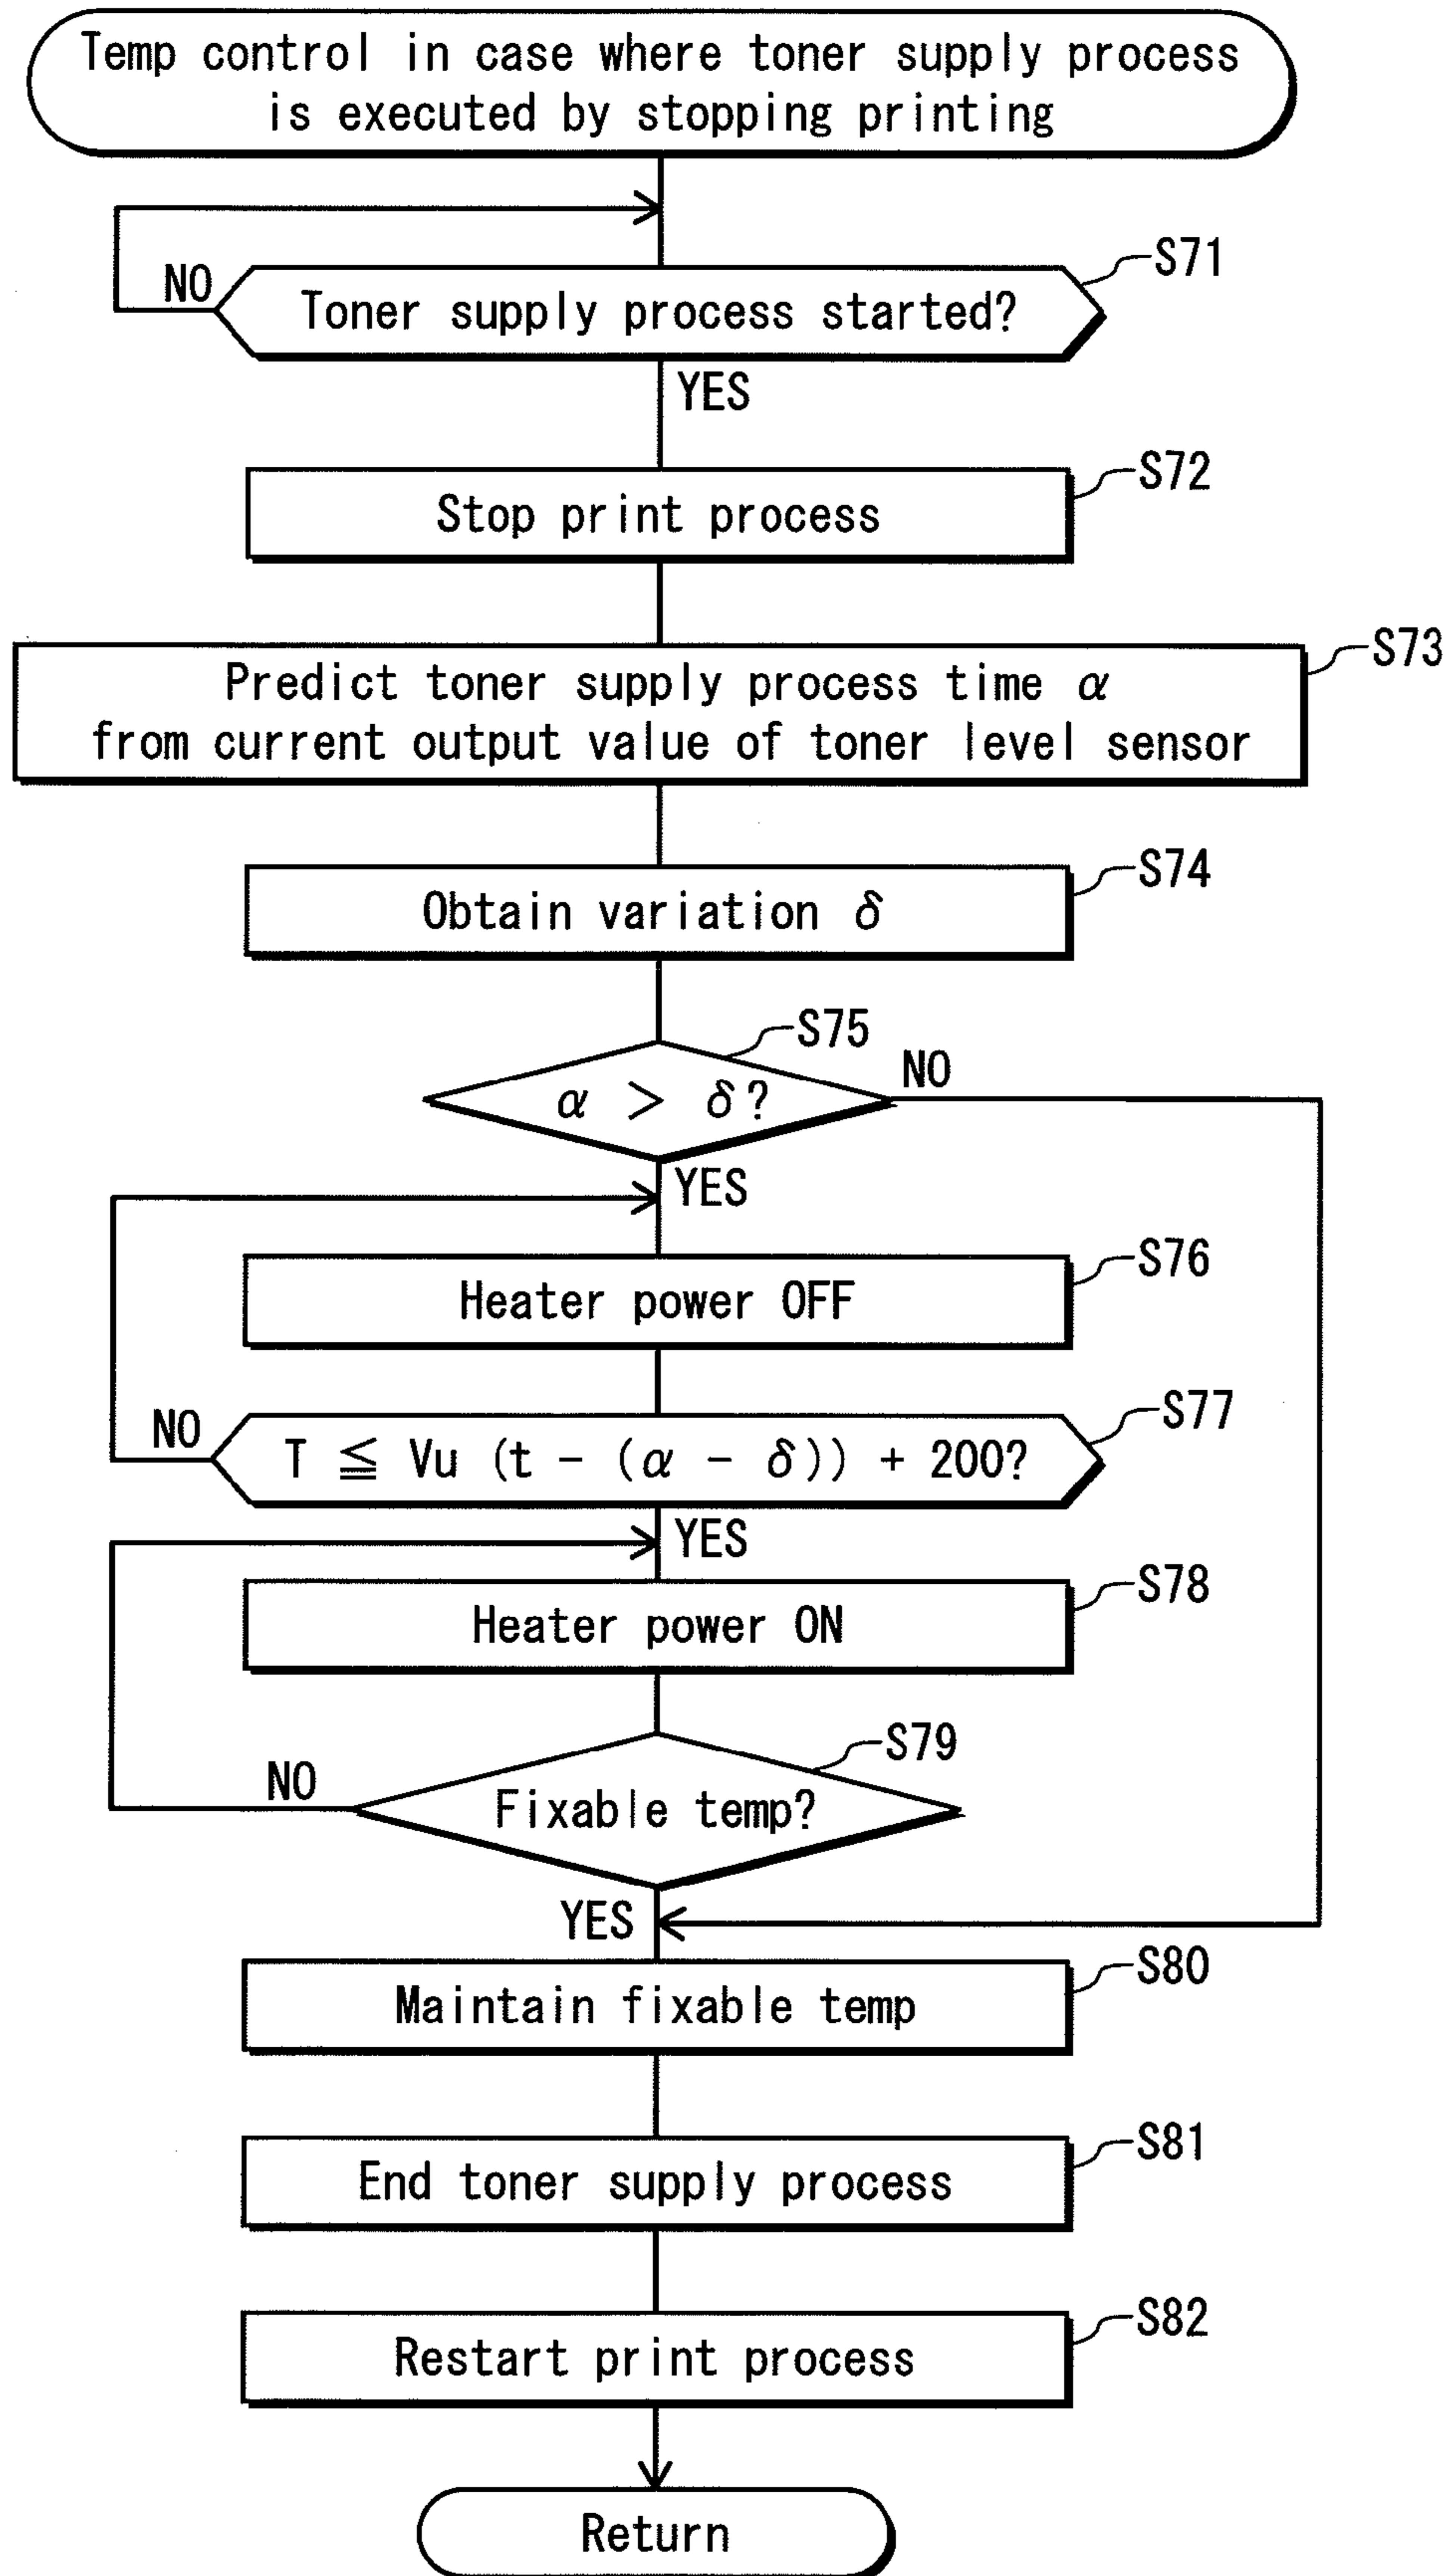 Temp control in case where toner supply process
is executed by stopping printing
S71
NO
Toner supply process started?
YES
S72
Stop print process
S73
Predict toner supply process time α
from current output value of toner level sensor
S74
Obtain variation δ
S75
NO
α > δ?
YES
S76
Heater power OFF
S77
NO
T ≦ Vu (t - (α - δ)) + 200?
YES
S78
Heater power ON
S79
NO
Fixable temp?
YES
S80
Maintain fixable temp
S81
End toner supply process
S82
Restart print process
Return